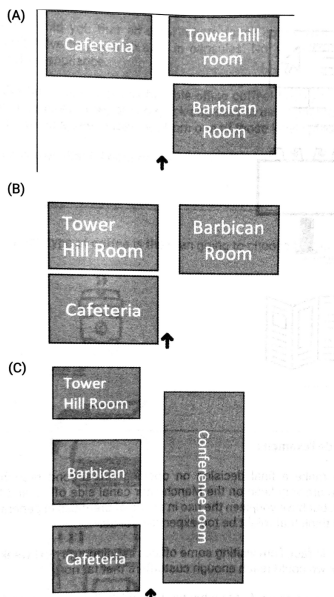 (A)
Cafeteria
Tower hill
room
Barbican
Room
(B)
Tower
Hill Room
Barbican
Room
Cafeteria
(C)
Tower
Hill Room
Barbican
Cafeteria
Conference room